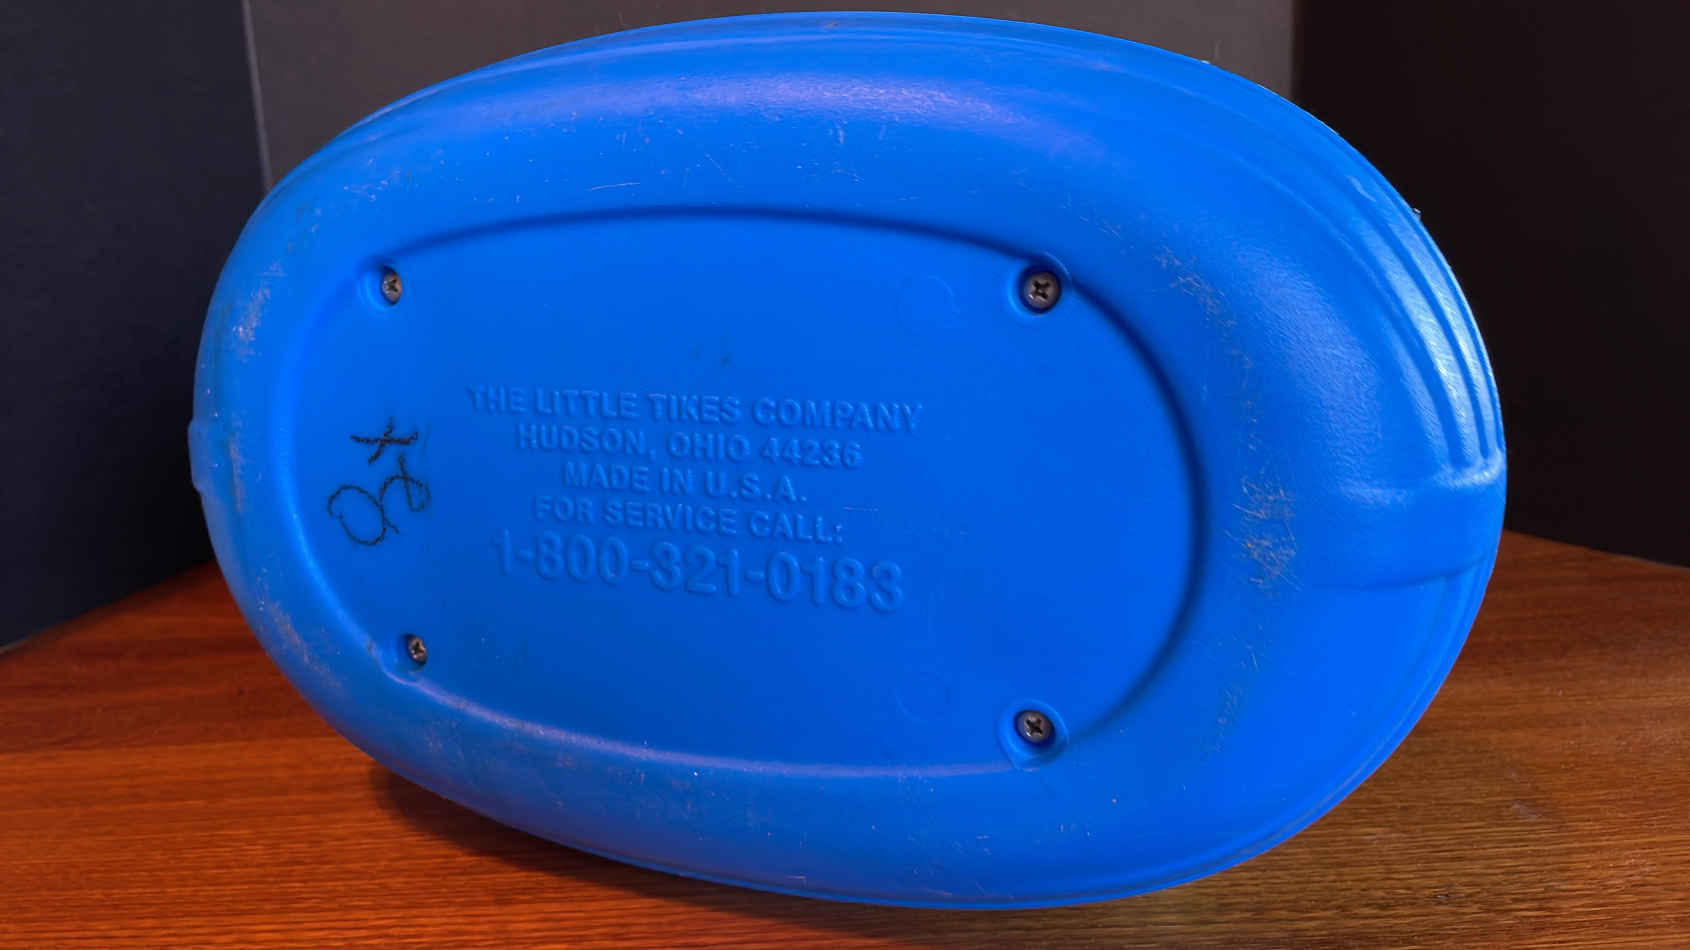 THE LITTLE TIKES COMPANY
HUDSON, OHIO 44236
MADE IN U.S.A.
FOR SERVICE CALL:
1-800-321-0183